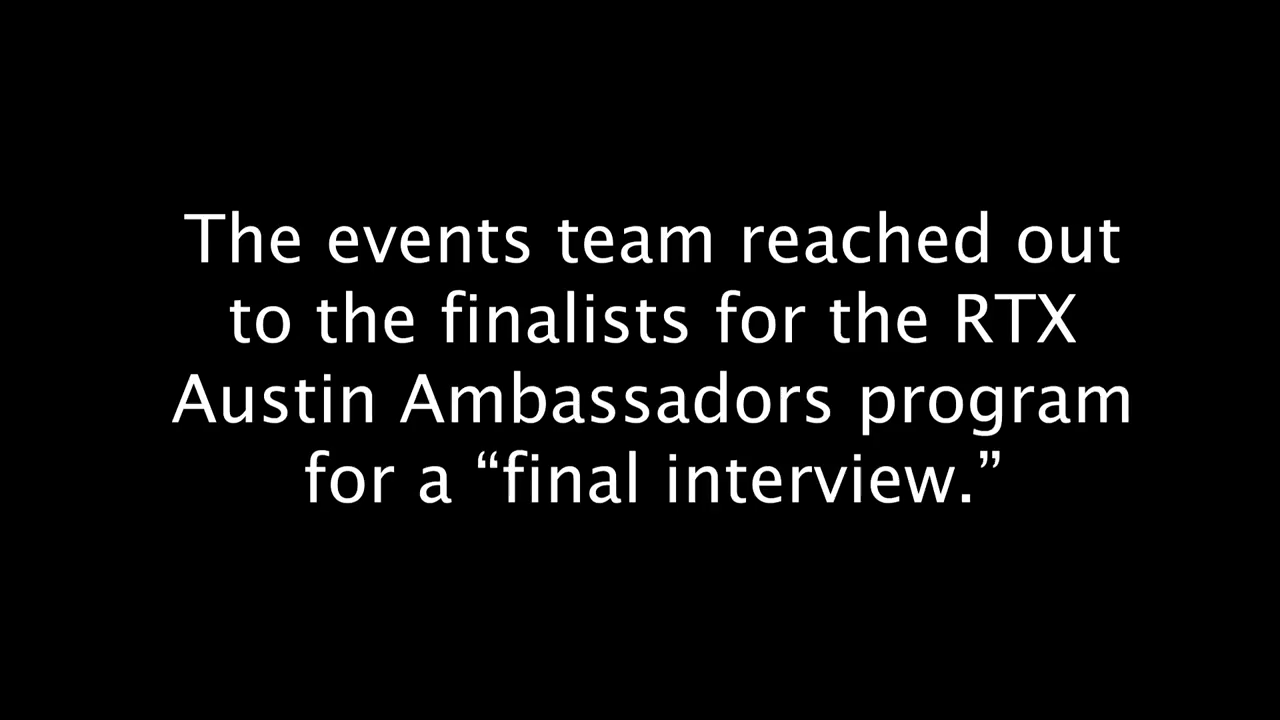 The events team reached out
to the finalists for the RTX
Austin Ambassadors program
for a “final interview.”